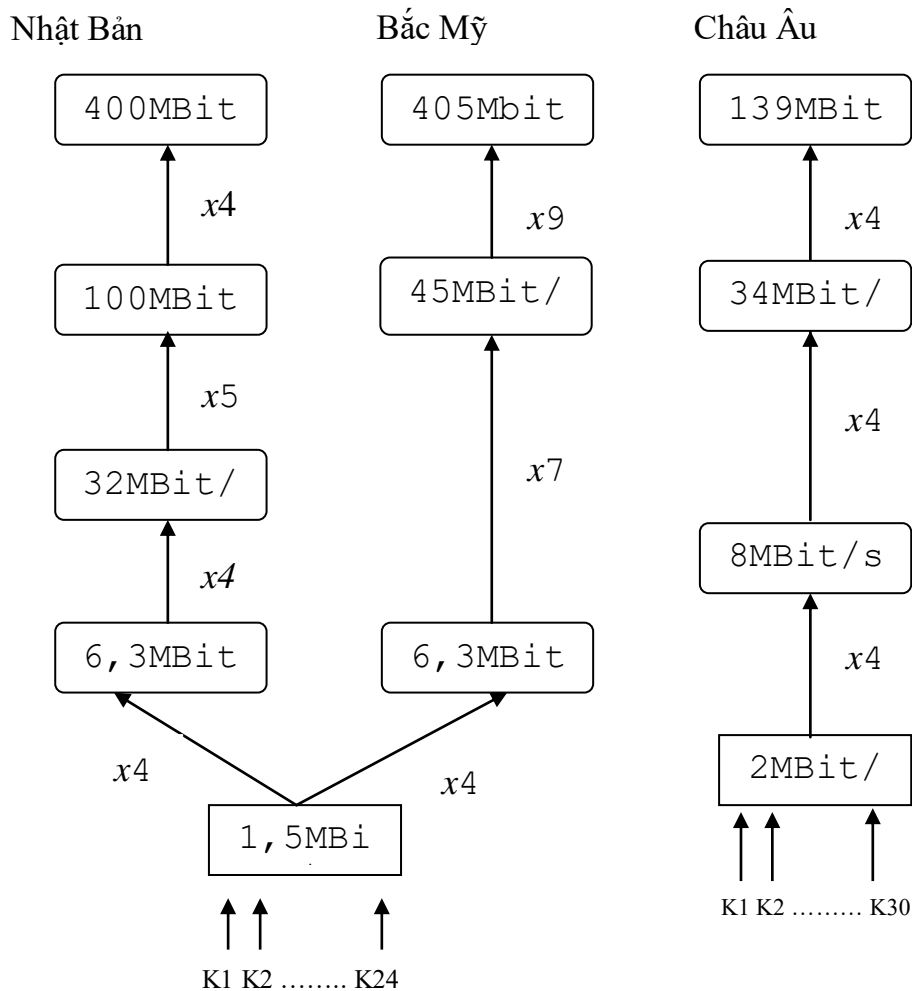 Nhật Bản Bắc Mỹ Châu Âu
400MBit 405Mbit 139MBit
x4 x9 x4
100MBit 45MBit/ 34MBit/
x5 x7 x4
32MBit/
x4 8MBit/s
6,3MBit 6,3MBit x4
x4 x4 2MBit/
1,5MBi
K1 K2 ……… K30
K1 K2 …….. K24